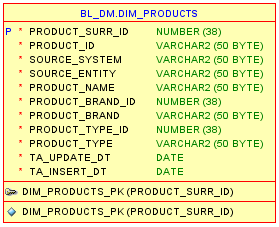 BL_DM.DIM_PRODUCTS
P * PRODUCT_SURR_ID NUMBER (38)
* PRODUCT_ID VARCHAR2 (50 BYTE)
* SOURCE_SYSTEM VARCHAR2 (50 BYTE)
* SOURCE_ENTITY VARCHAR2 (50 BYTE)
* PRODUCT_NAME VARCHAR2 (50 BYTE)
* PRODUCT_BRAND_ID NUMBER (38)
* PRODUCT_BRAND VARCHAR2 (50 BYTE)
* PRODUCT_TYPE_ID NUMBER (38)
* PRODUCT_TYPE VARCHAR2 (50 BYTE)
* TA_UPDATE_DT DATE
* TA_INSERT_DT DATE
DIM_PRODUCTS_PK (PRODUCT_SURR_ID)
DIM_PRODUCTS_PK (PRODUCT_SURR_ID)